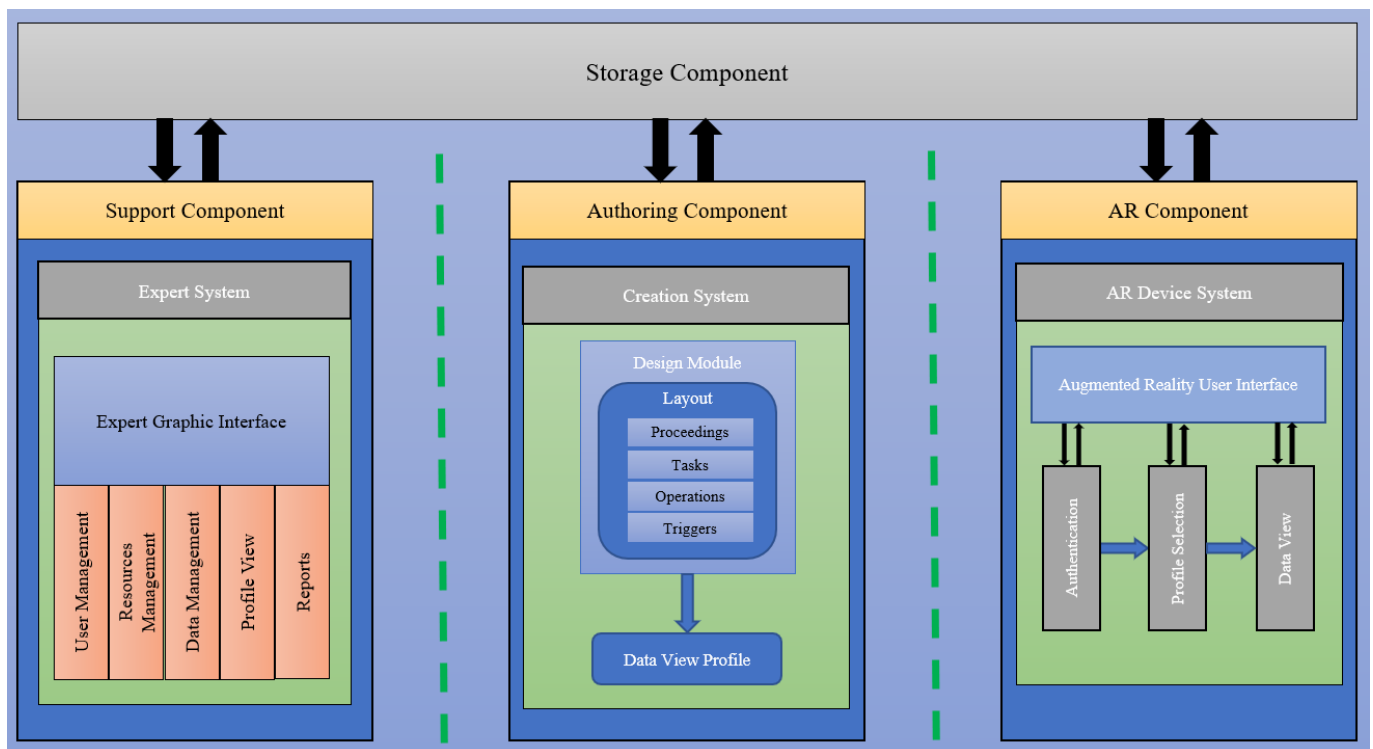 Storage Component
Support Component
Expert System
Expert Graphic Interface
User Management
Resources
Management
Data Management
Profile View
Reports
Authoring Component
Creation System
Design Module
Layout
Proceedings
Tasks
Operations
Triggers
Data View Profile
AR Component
AR Device System
Augmented Reality User Interface
Authentication
Profile Selection
Data View